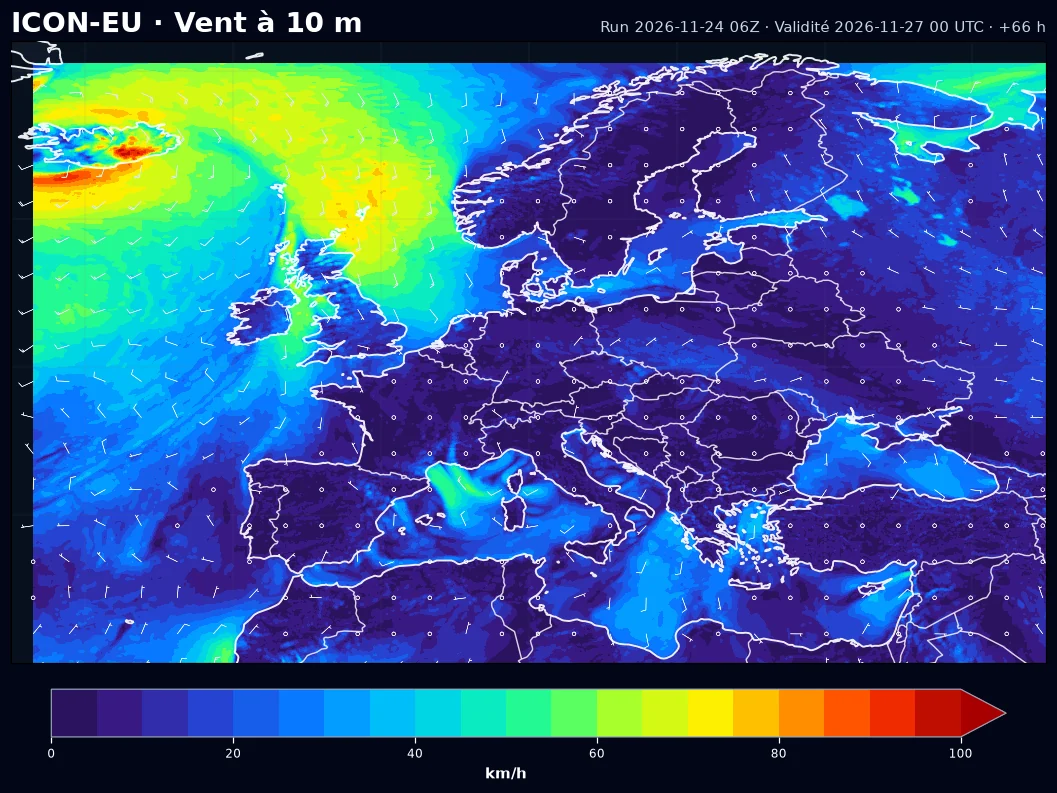 ICON-EU · Vent à 10 m
Run 2026-11-24 06Z · Validité 2026-11-27 00 UTC · +66 h
0 20 40 60 80 100
km/h